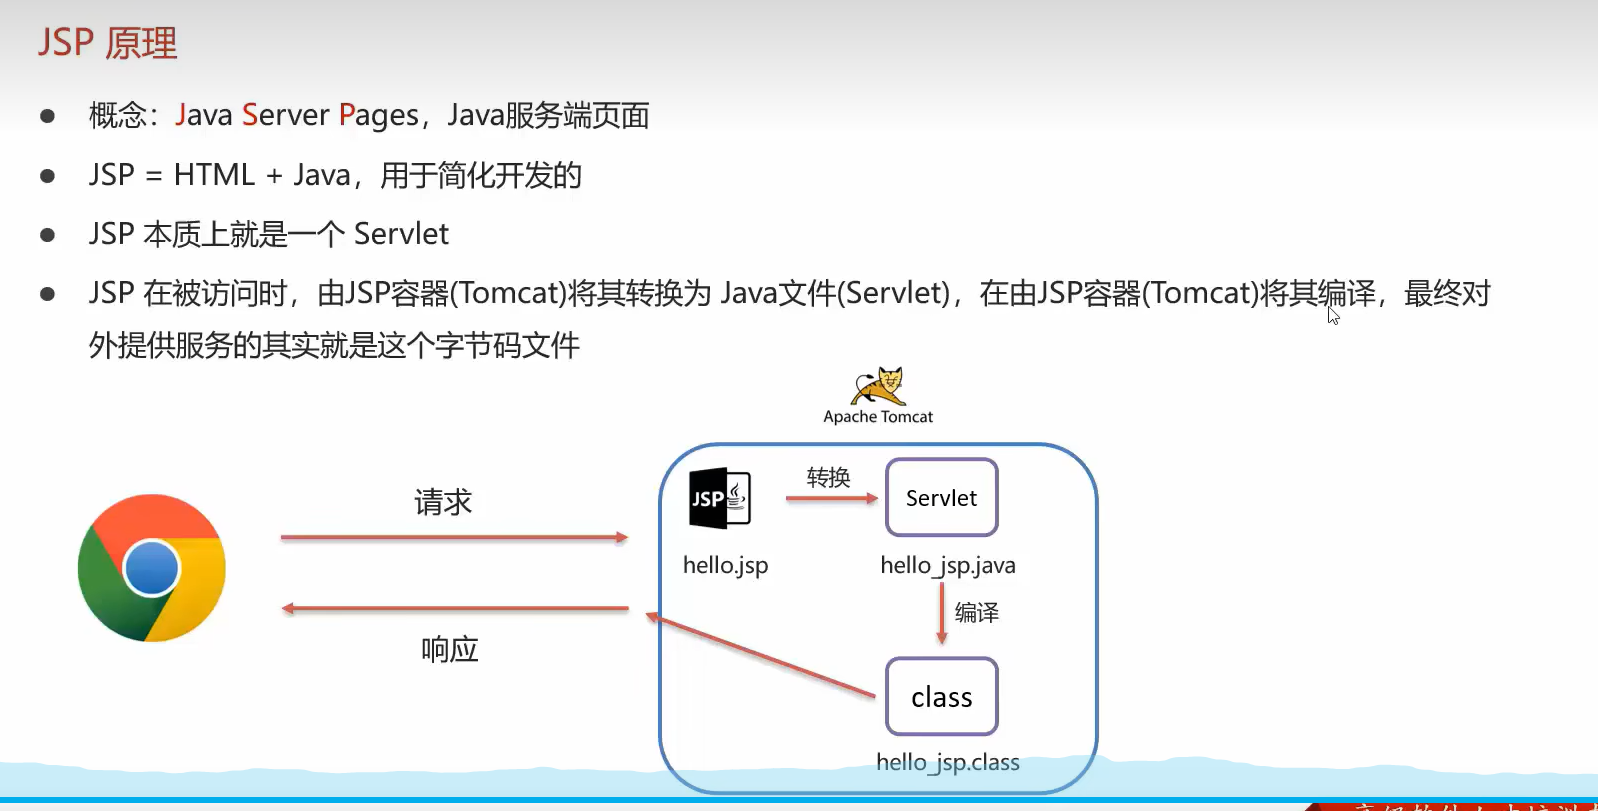 JSP 原理
概念：Java Server Pages，Java服务端页面
JSP = HTML + Java，用于简化开发的
JSP 本质上就是一个 Servlet
JSP 在被访问时，由JSP容器(Tomcat)将其转换为 Java文件(Servlet)，在由JSP容器(Tomcat)将其编译，最终对
外提供服务的其实就是这个字节码文件
Apache Tomcat
请求
JSP
转换
Servlet
hello.jsp
hello_jsp.java
编译
响应
class
hello_jsp.class